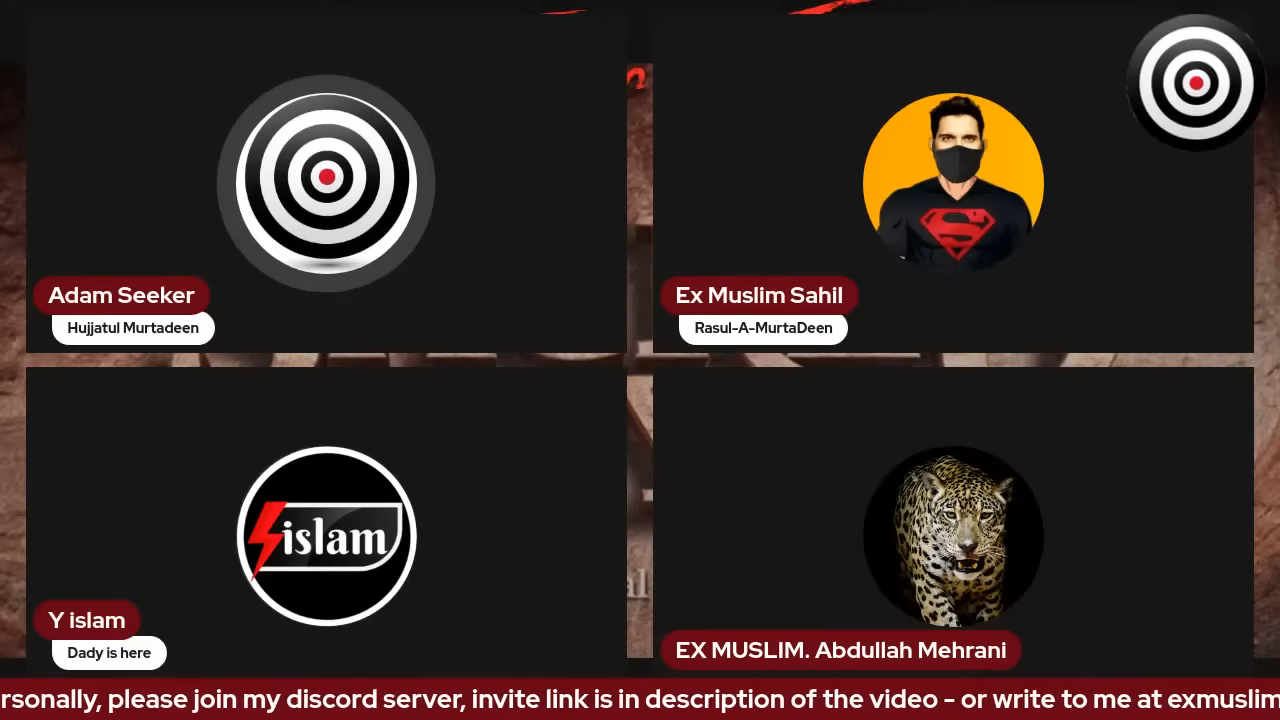 Adam Seeker
Hujjatul Murtadeen
Ex Muslim Sahil
Rasul-A-MurtaDeen
islam
Y islam
Dady is here
EX MUSLIM. Abdullah Mehrani
rsonally, please join my discord server, invite link is in description of the video - or write to me at exmuslim